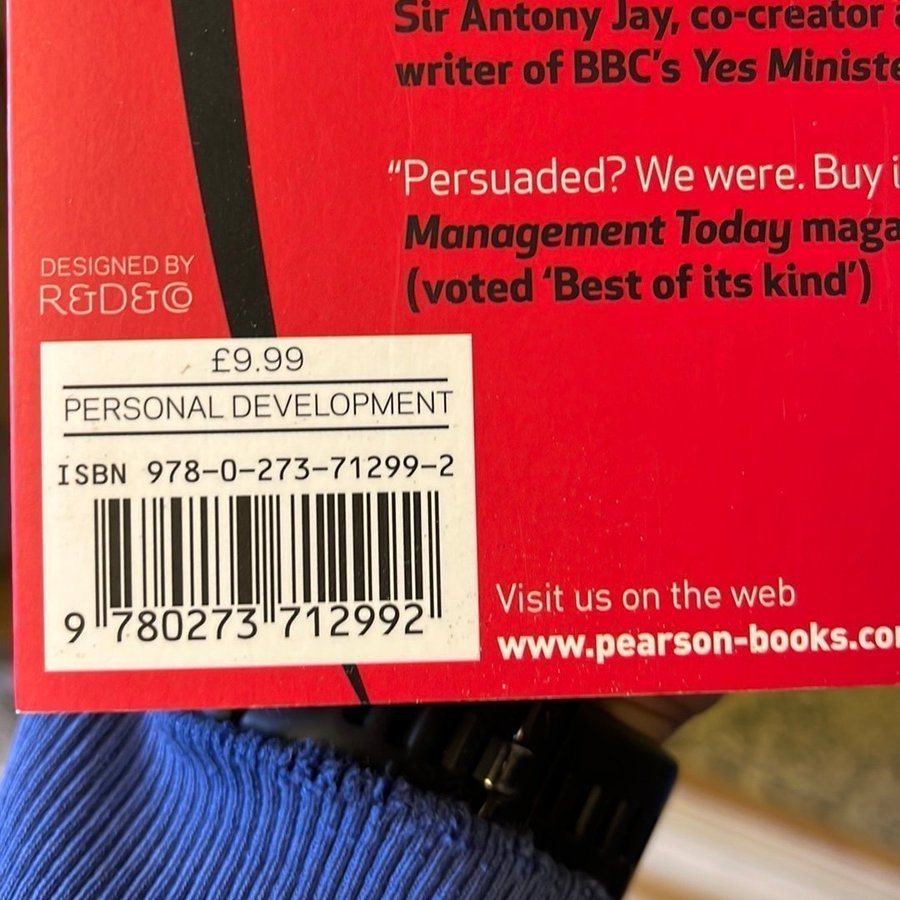 Sir Antony Jay, co-creator
writer of BBC's Yes
"Persuaded? We were. Buy
Management Today
(voted 'Best of its kind')
DESIGNED BY
R&D&Co
£9.99
PERSONAL DEVELOPMENT
ISBN 978-0-273-71299-2
9 780273 712992
Visit us on the web
www.pearson-books.co